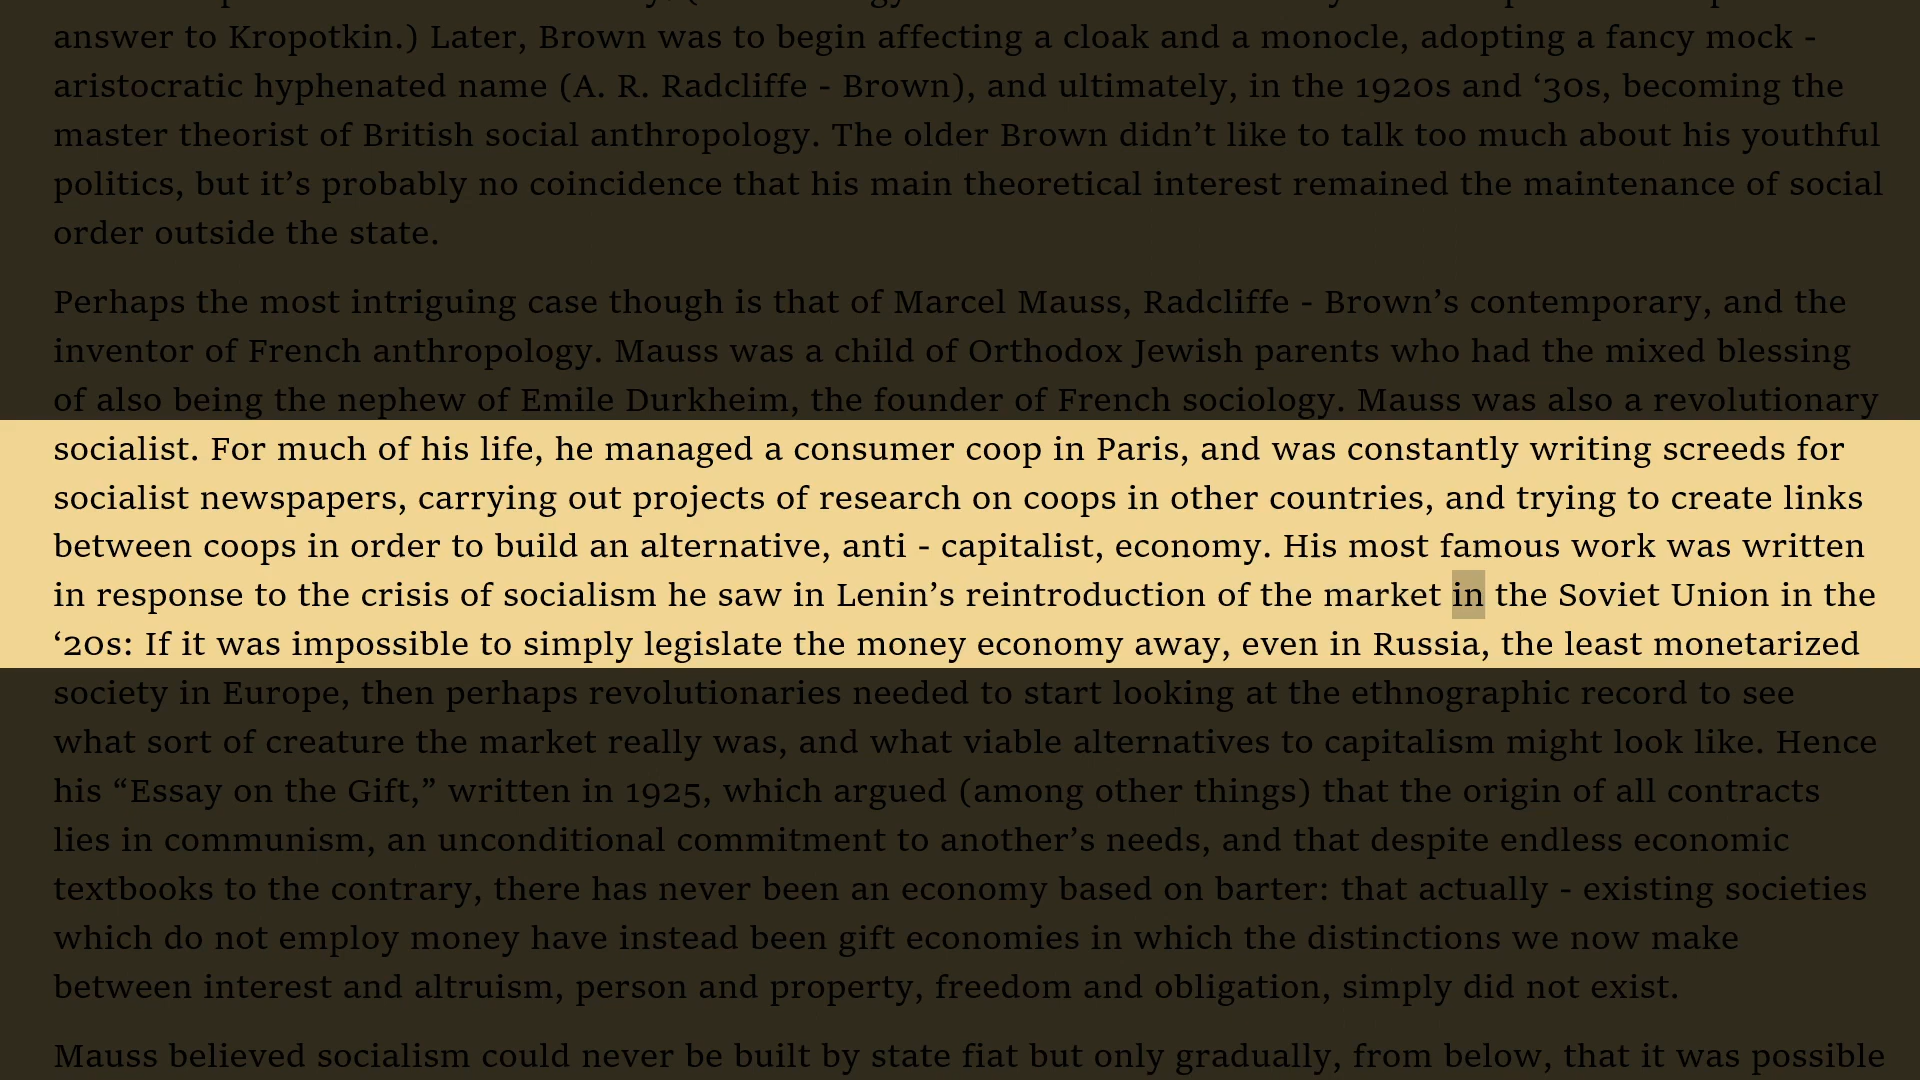 answer to Kropotkin.) Later, Brown was to begin affecting a cloak and a monocle, adopting a fancy mock -
aristocratic hyphenated name (A. R. Radcliffe - Brown), and ultimately, in the 1920s and ‘30s, becoming the
master theorist of British social anthropology. The older Brown didn’t like to talk too much about his youthful
politics, but it’s probably no coincidence that his main theoretical interest remained the maintenance of social
order outside the state.
Perhaps the most intriguing case though is that of Marcel Mauss, Radcliffe - Brown’s contemporary, and the
inventor of French anthropology. Mauss was a child of Orthodox Jewish parents who had the mixed blessing
of also being the nephew of Emile Durkheim, the founder of French sociology. Mauss was also a revolutionary
socialist. For much of his life, he managed a consumer coop in Paris, and was constantly writing screeds for
socialist newspapers, carrying out projects of research on coops in other countries, and trying to create links
between coops in order to build an alternative, anti - capitalist, economy. His most famous work was written
in response to the crisis of socialism he saw in Lenin’s reintroduction of the market in the Soviet Union in the
‘20s: If it was impossible to simply legislate the money economy away, even in Russia, the least monetarized
society in Europe, then perhaps revolutionaries needed to start looking at the ethnographic record to see
what sort of creature the market really was, and what viable alternatives to capitalism might look like. Hence
his “Essay on the Gift,” written in 1925, which argued (among other things) that the origin of all contracts
lies in communism, an unconditional commitment to another’s needs, and that despite endless economic
textbooks to the contrary, there has never been an economy based on barter: that actually - existing societies
which do not employ money have instead been gift economies in which the distinctions we now make
between interest and altruism, person and property, freedom and obligation, simply did not exist.
Mauss believed socialism could never be built by state fiat but only gradually, from below, that it was possible